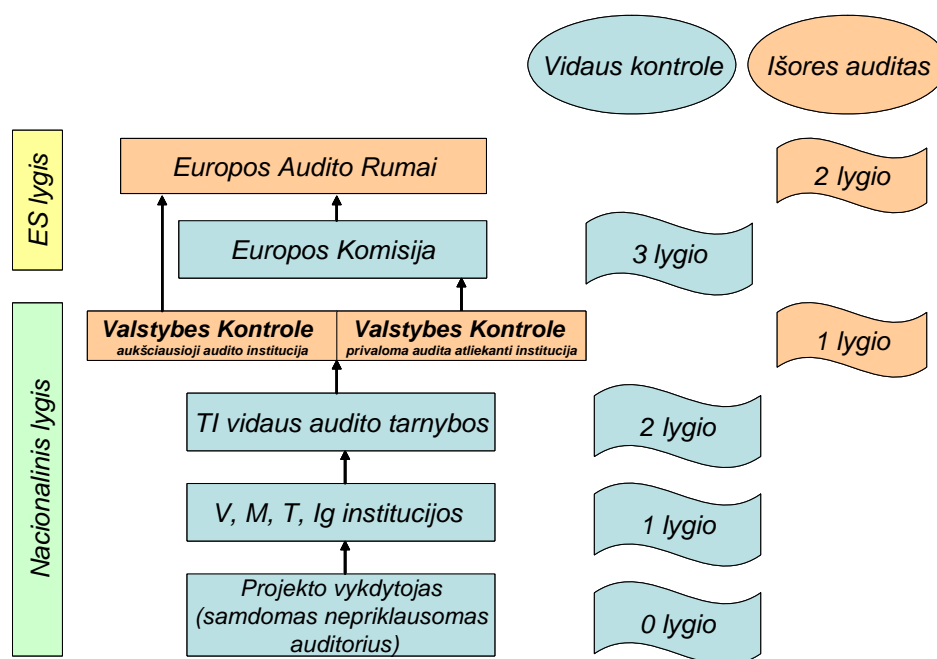 Vidaus kontrole
Išores auditas
ES lygis
Europos Audito Rumai
2 lygio
Europos Komisija
3 lygio
Nacionalinis lygis
Valstybes Kontrole
aukšciausioji audito institucija
Valstybes Kontrole
privaloma audita atliekanti institucija
1 lygio
TI vidaus audito tarnybos
2 lygio
V, M, T, Ig institucijos
1 lygio
Projekto vykdytojas
(samdomas nepriklausomas
auditorius)
0 lygio